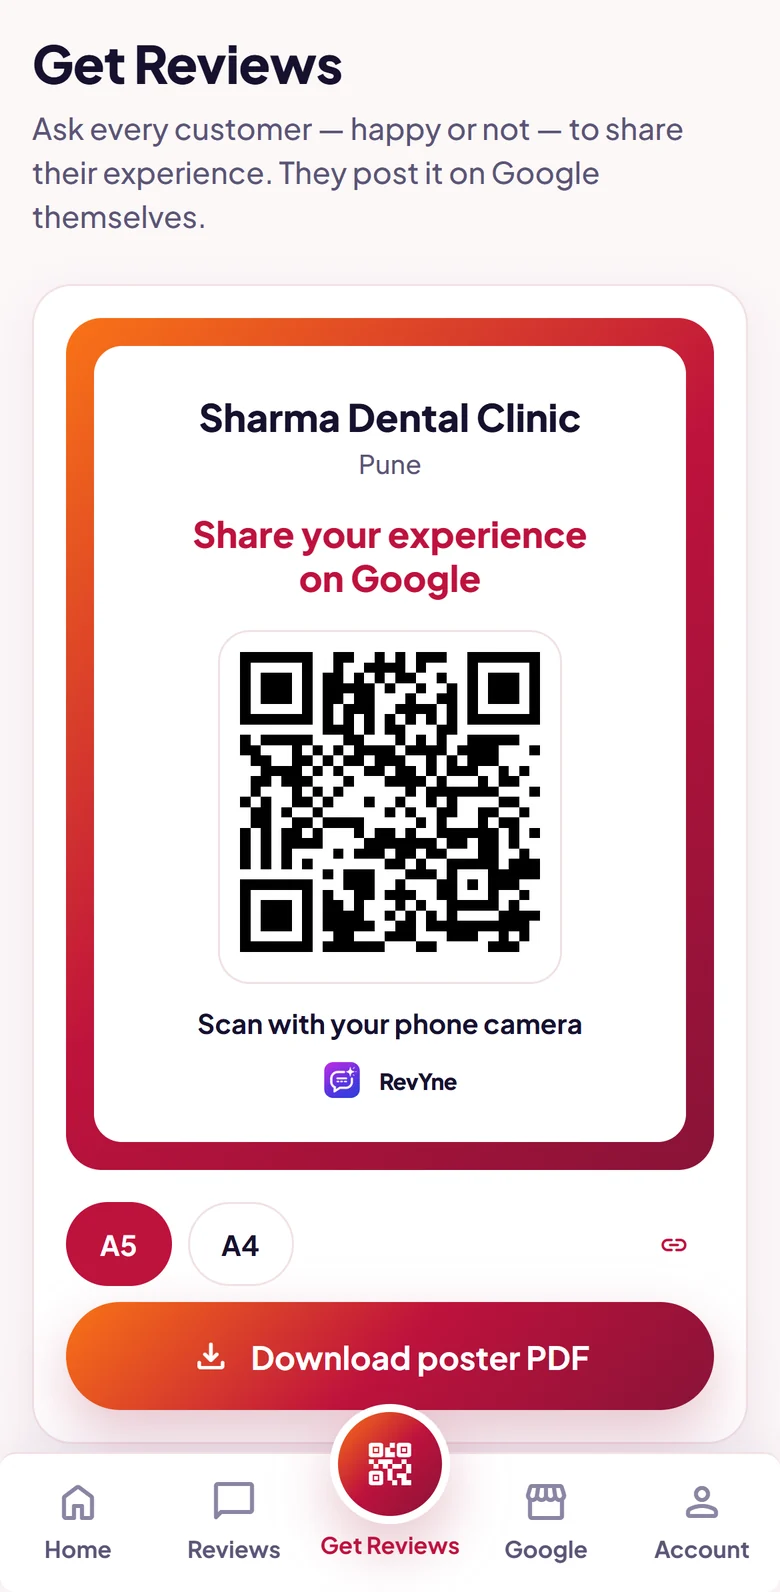 Get Reviews
Ask every customer — happy or not — to share
their experience. They post it on Google
themselves.
Sharma Dental Clinic
Pune
Share your experience
on Google
Scan with your phone camera
RevYne
A5 A4
Download poster PDF
Home Reviews Get Reviews Google Account